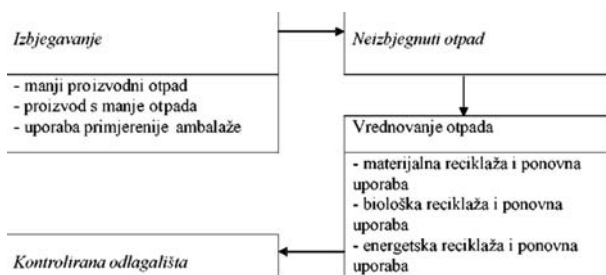 Izbjegavanje
- manji proizvodni otpad
- proizvod s manje otpada
- uporaba primjerenije ambalaže
Neizbjegnuti otpad
Vrednovanje otpada
- materijalna reciklaža i ponovna
uporaba
- biološka reciklaža i ponovna
uporaba
- energetska reciklaža i ponovna
uporaba
Kontrolirana odlagališta